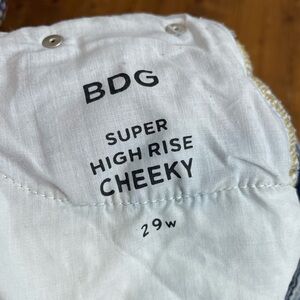 BDG
SUPER
HIGH RISE
CHEEKY
29w